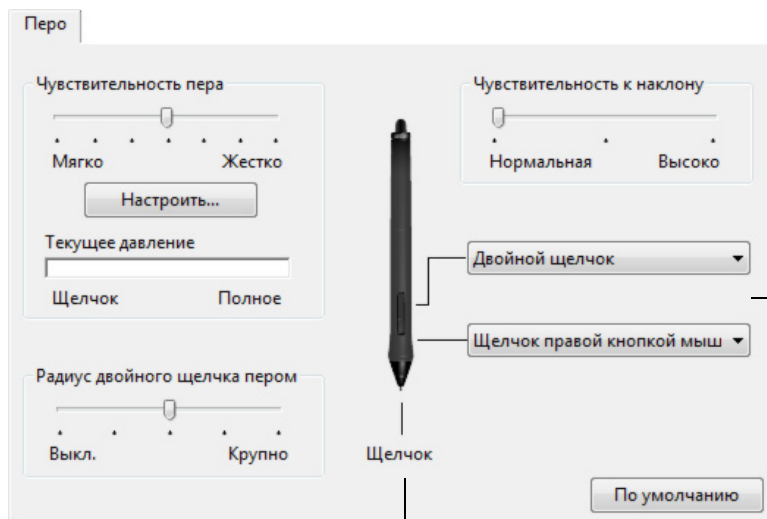 Перо
Чувствительность пера
Мягко Жестко
Настроить...
Текущее давление
Щелчок Полное
Радиус двойного щелчка пером
Выкл. Крупно
Чувствительность к наклону
Нормальная Высоко
Двойной щелчок
Щелчок правой кнопкой мыш
Щелчок
По умолчанию